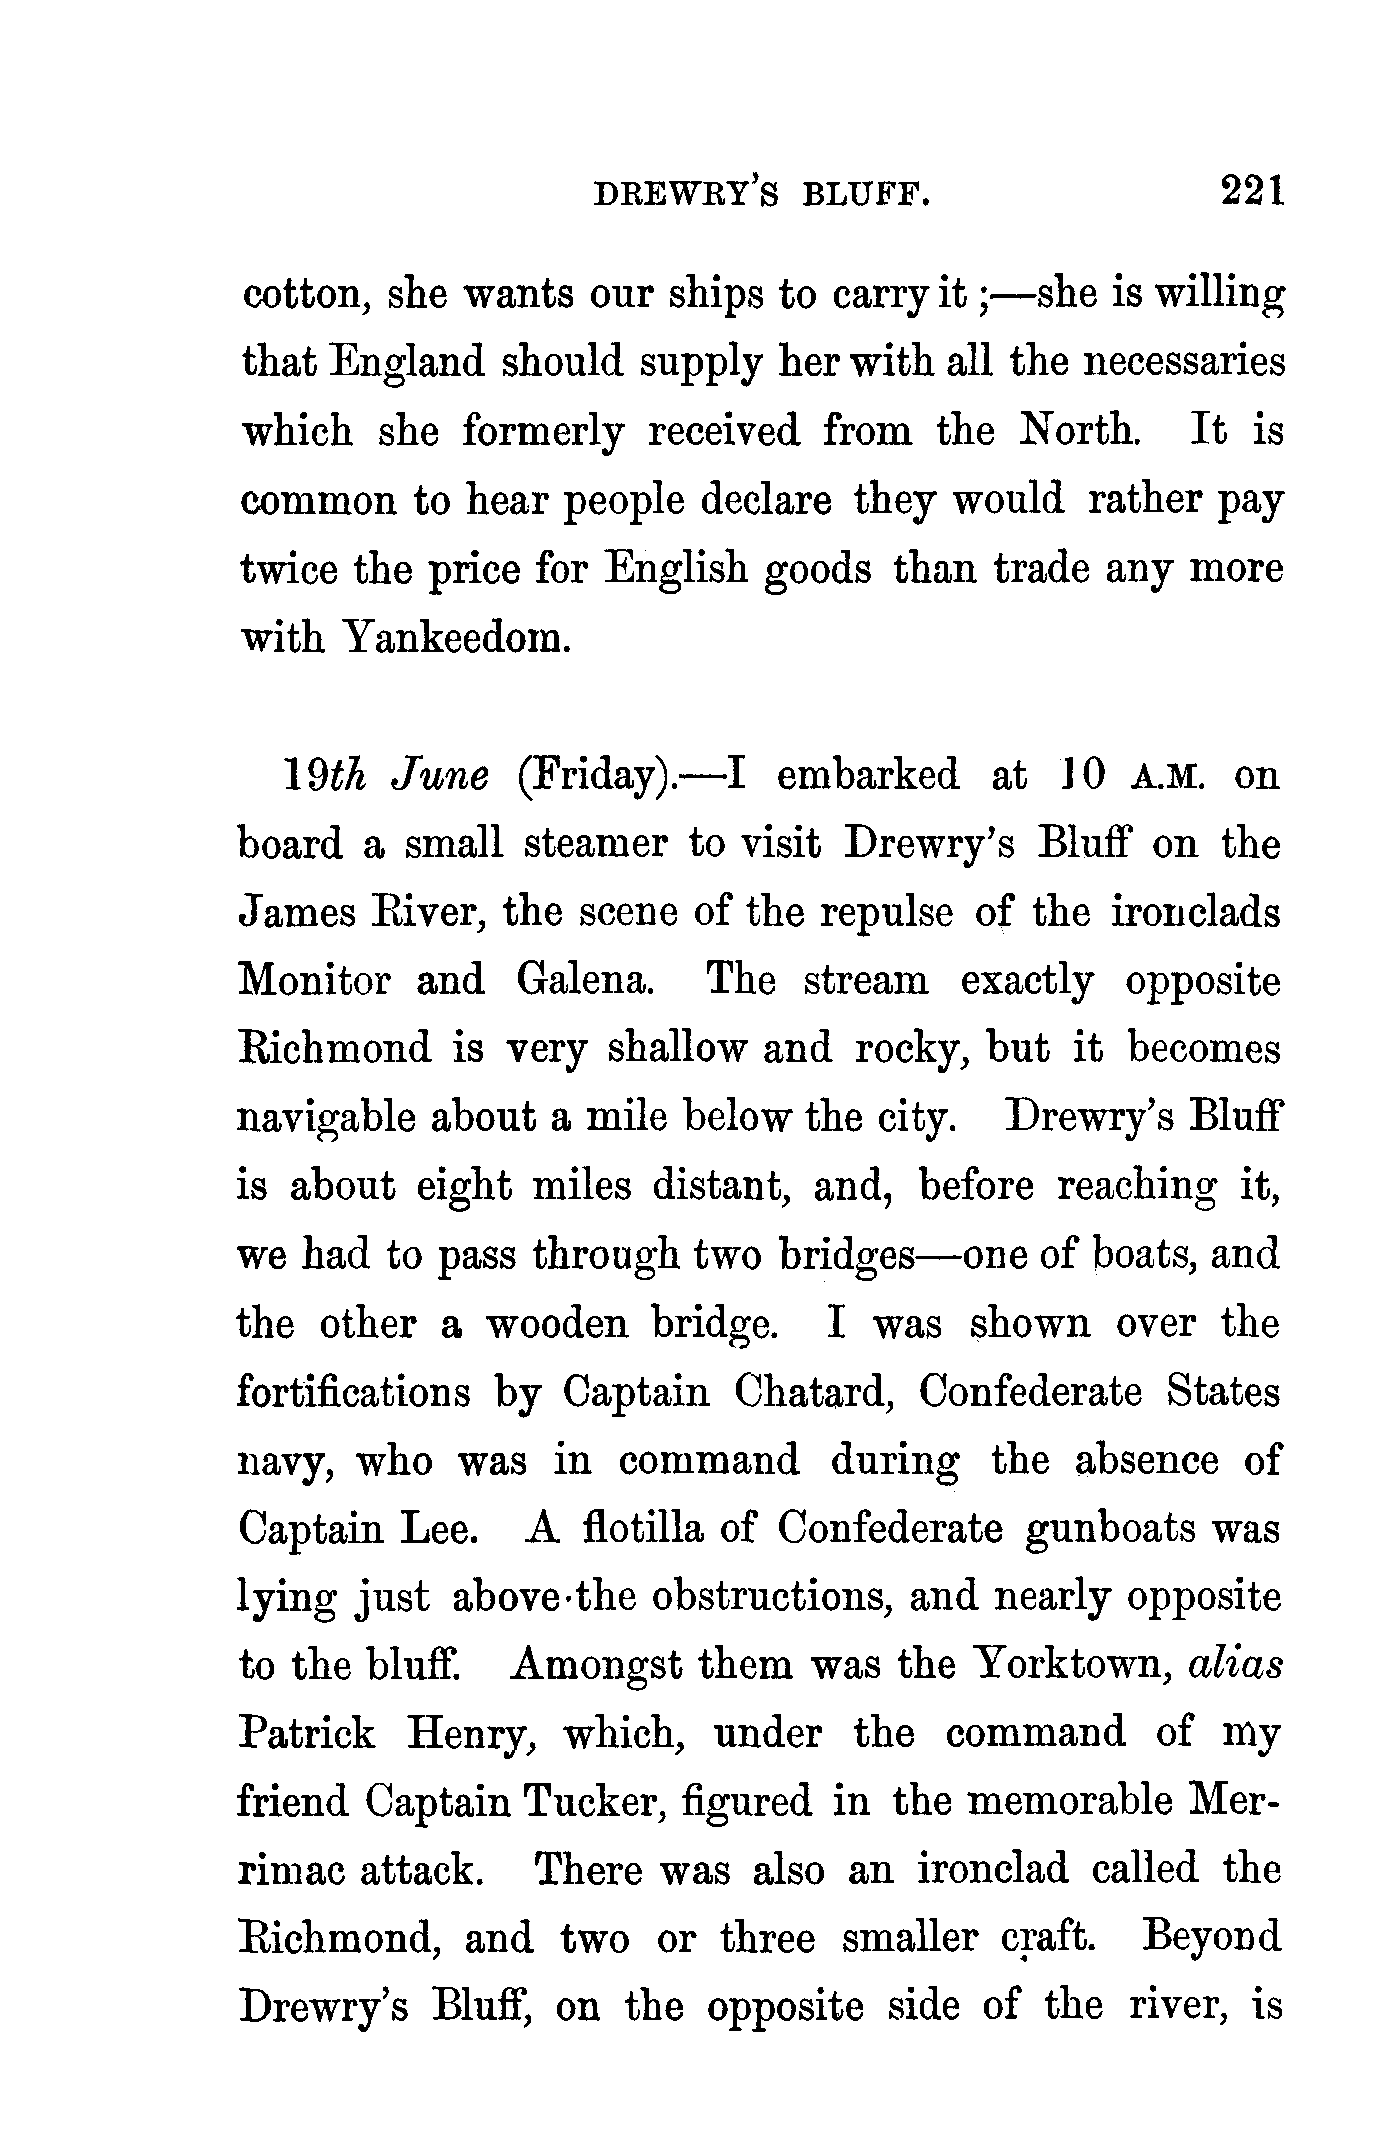 DREWRY'S BLUFF. 221
cotton, she wants our ships to carry it ;—she is willing
that England should supply her with all the necessaries
which she formerly received from the North. It is
common to hear people declare they would rather pay
twice the price for English goods than trade any more
with Yankeedom.
19th June (Friday).—I embarked at 10 A.M. on
board a small steamer to visit Drewry's Bluff on the
James River, the scene of the repulse of the ironclads
Monitor and Galena. The stream exactly opposite
Richmond is very shallow and rocky, but it becomes
navigable about a mile below the city. Drewry's Bluff
is about eight miles distant, and, before reaching it,
we had to pass through two bridges—one of boats, and
the other a wooden bridge. I was shown over the
fortifications by Captain Chatard, Confederate States
navy, who was in command during the absence of
Captain Lee. A flotilla of Confederate gunboats was
lying just above the obstructions, and nearly opposite
to the bluff. Amongst them was the Yorktown, alias
Patrick Henry, which, under the command of my
friend Captain Tucker, figured in the memorable Mer-
rimac attack. There was also an ironclad called the
Richmond, and two or three smaller craft. Beyond
Drewry's Bluff, on the opposite side of the river, is